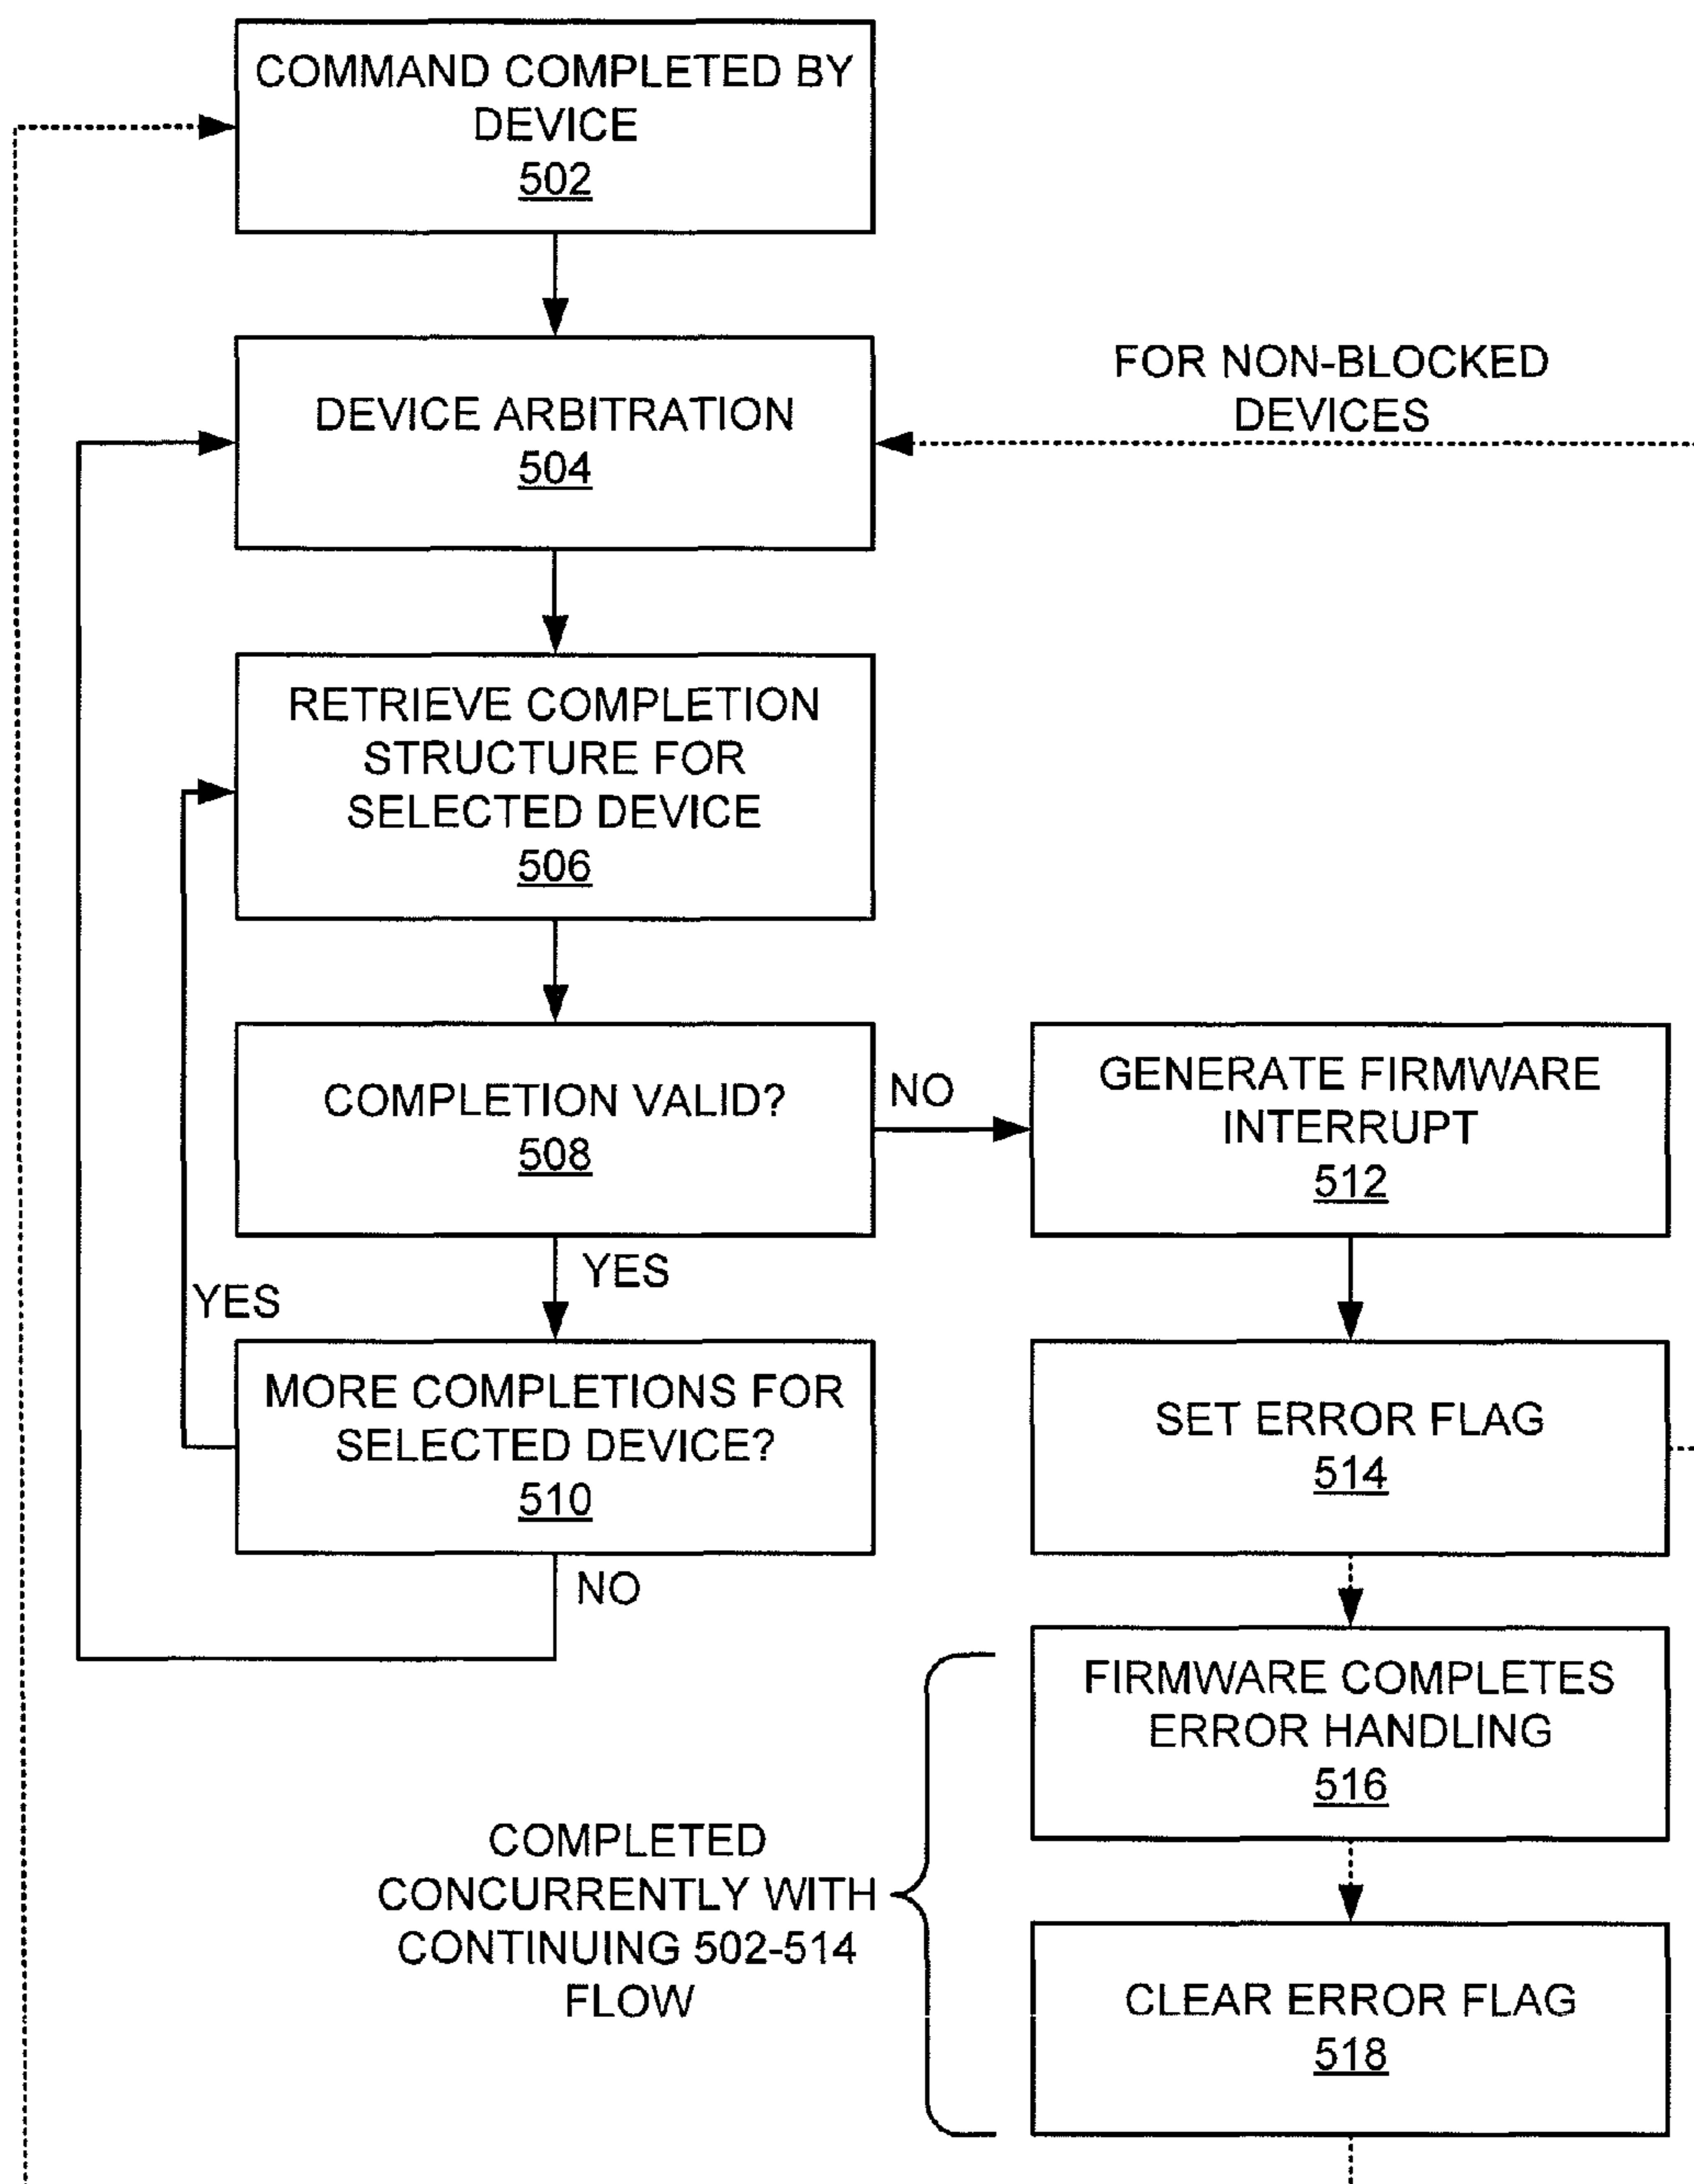 COMMAND COMPLETED BY
DEVICE
502
DEVICE ARBITRATION
504
FOR NON-BLOCKED
DEVICES
RETRIEVE COMPLETION
STRUCTURE FOR
SELECTED DEVICE
506
COMPLETION VALID?
508
NO
GENERATE FIRMWARE
INTERRUPT
512
YES
YES
MORE COMPLETIONS FOR
SELECTED DEVICE?
510
NO
SET ERROR FLAG
514
FIRMWARE COMPLETES
ERROR HANDLING
516
COMPLETED
CONCURRENTLY WITH
CONTINUING 502-514
FLOW
CLEAR ERROR FLAG
518